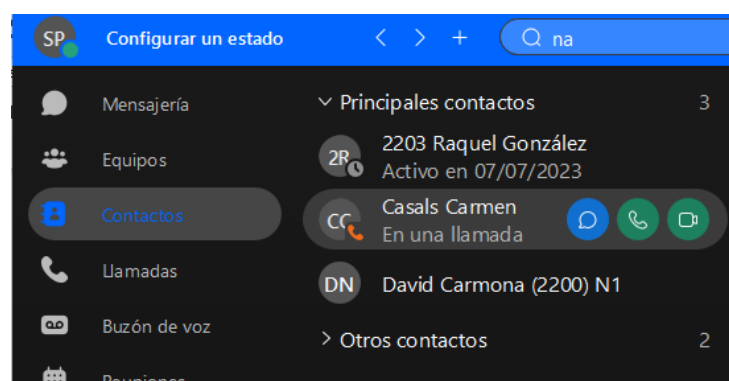 SP Configurar un estado na
Mensajería
Equipos
Contactos
Llamadas
Buzón de voz
Reuniones
Principales contactos 3
2R 2203 Raquel González
Activo en 07/07/2023
CC Casals Carmen
En una llamada
DN David Carmona (2200) N1
Otros contactos 2